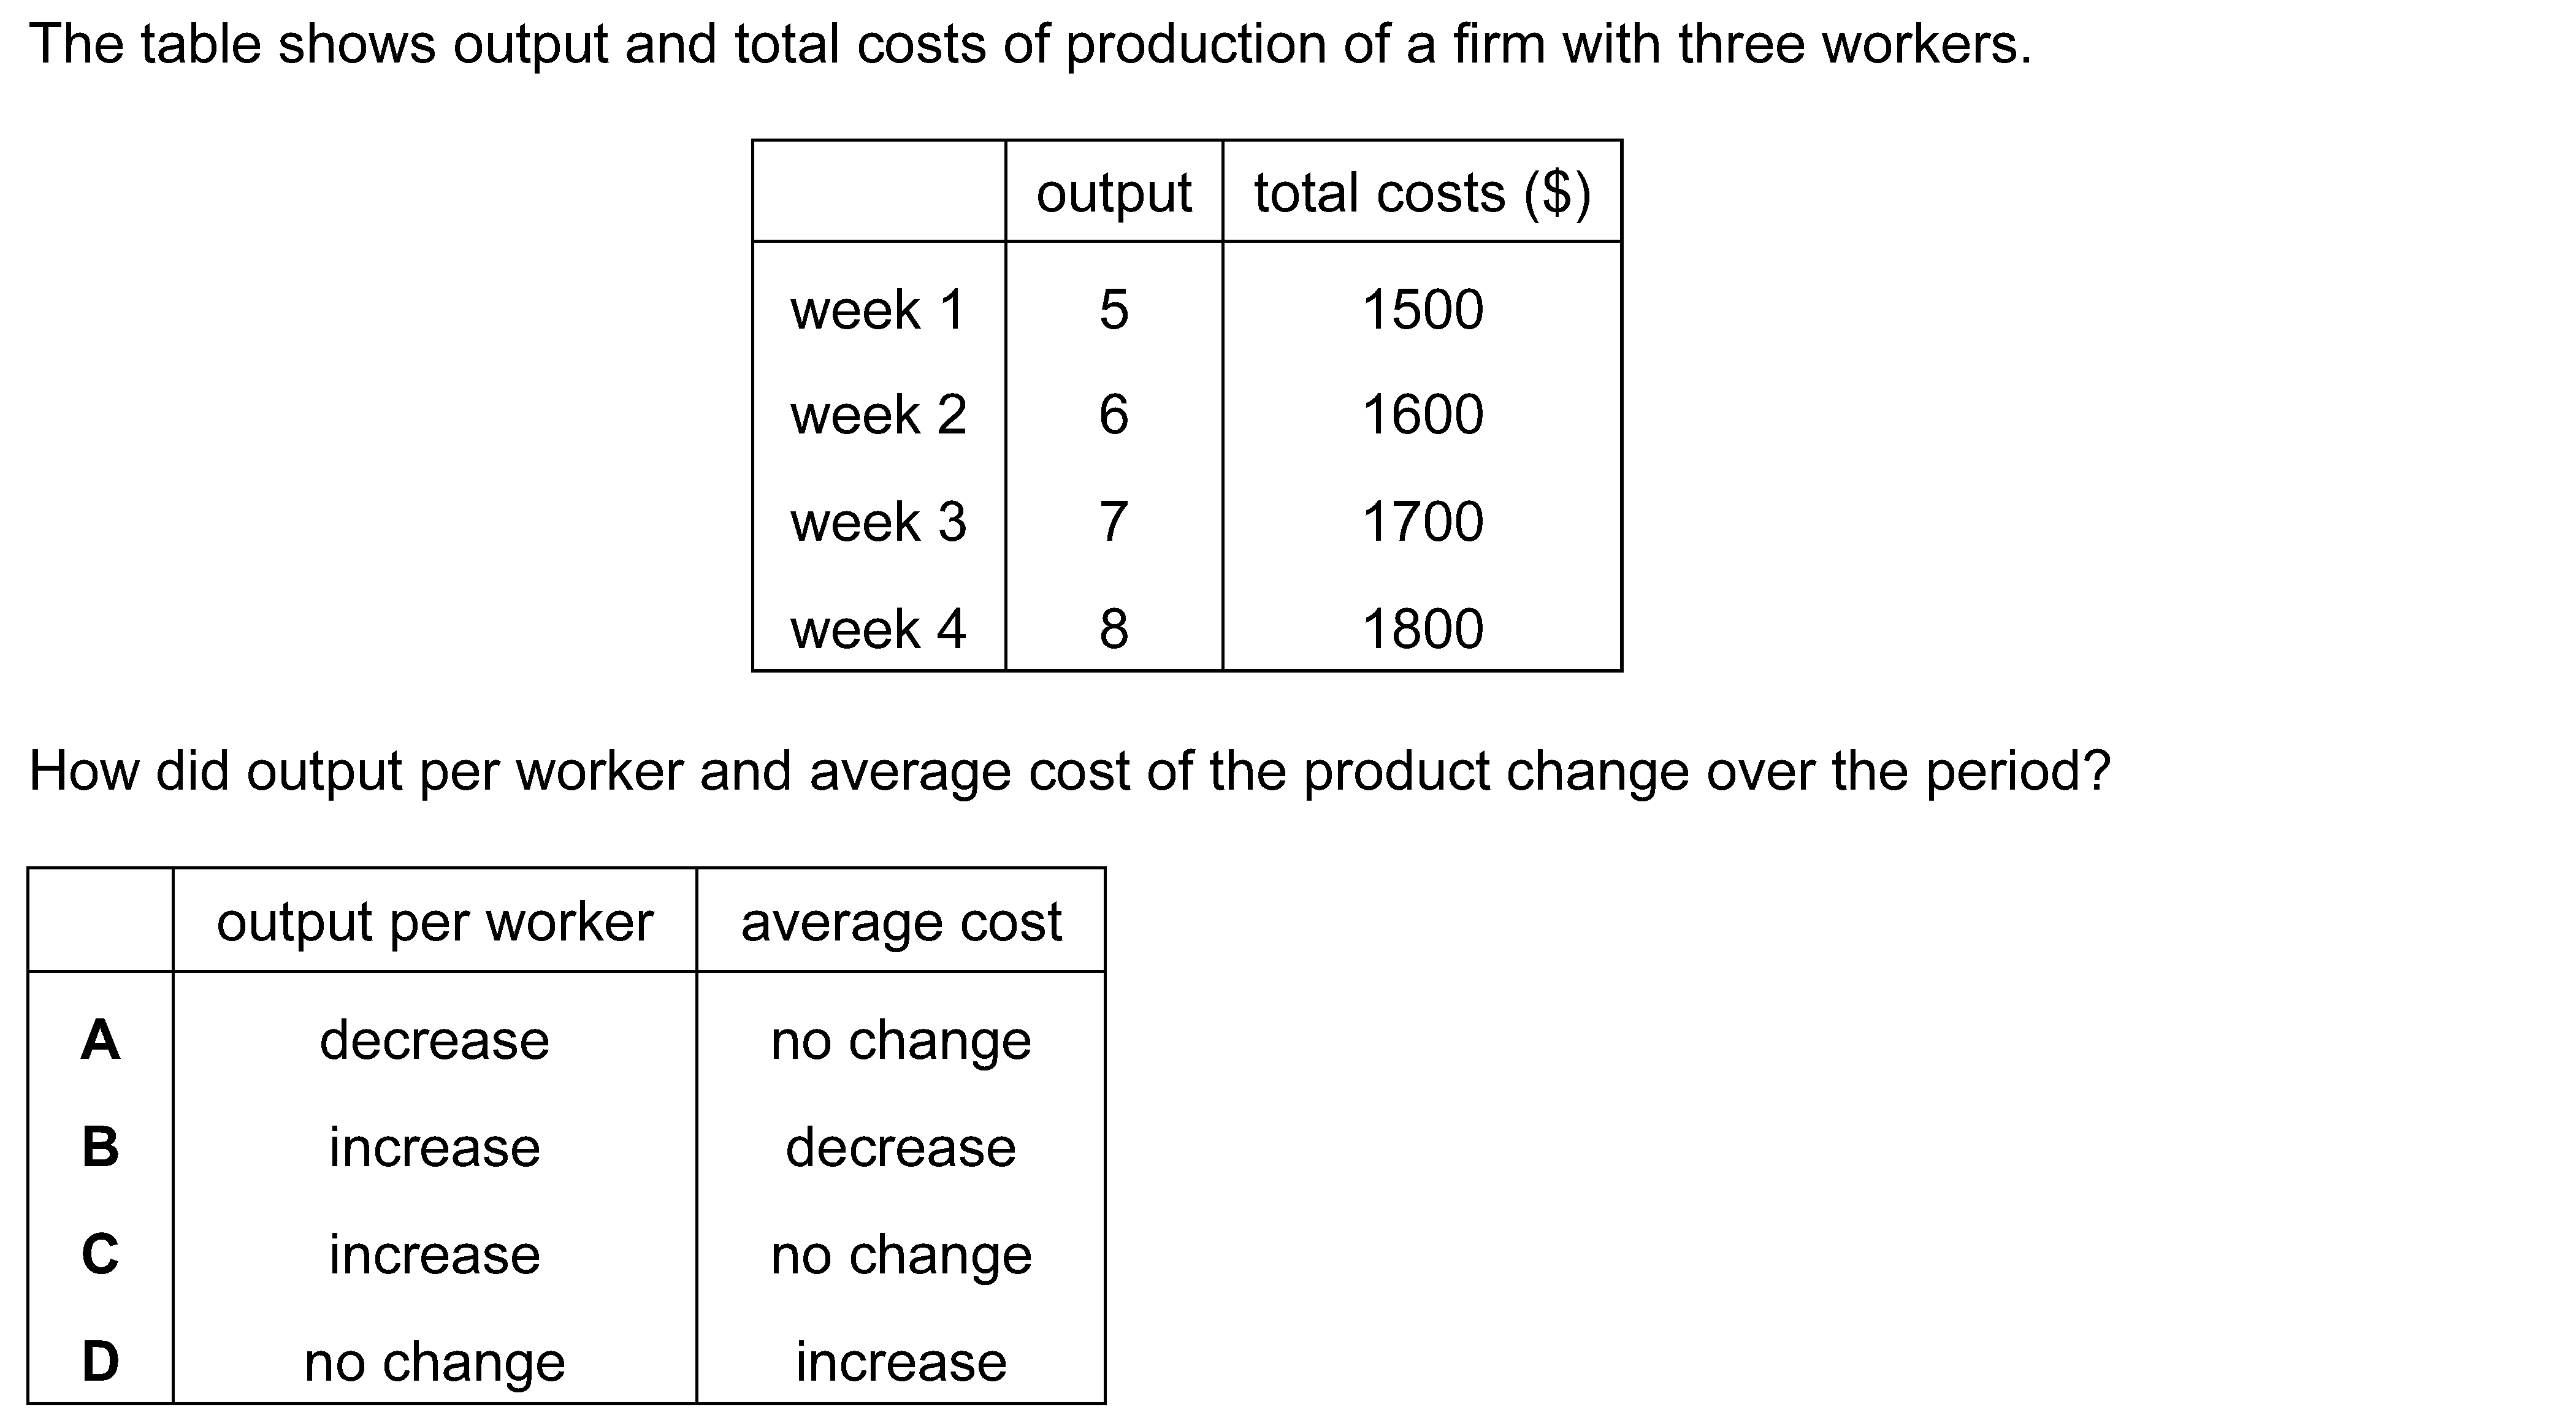 The table shows output and total costs of production of a firm with three workers.
output total costs ($)
week 1 5 1500
week 2 6 1600
week 3 7 1700
week 4 8 1800
How did output per worker and average cost of the product change over the period?
output per worker average cost
A decrease no change
B increase decrease
C increase no change
D no change increase